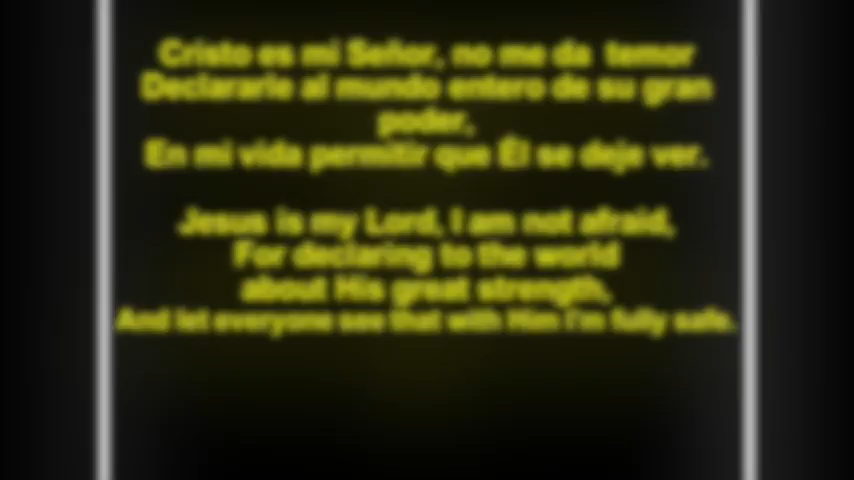 Cristo es mi Señor, no me da temor
Declararle al mundo entero de su gran
poder,
En mi vida permitir que Él se deje ver.
Jesus is my Lord, I am not afraid,
For declaring to the world
about His great strength,
And let everyone see that with Him I'm fully safe.